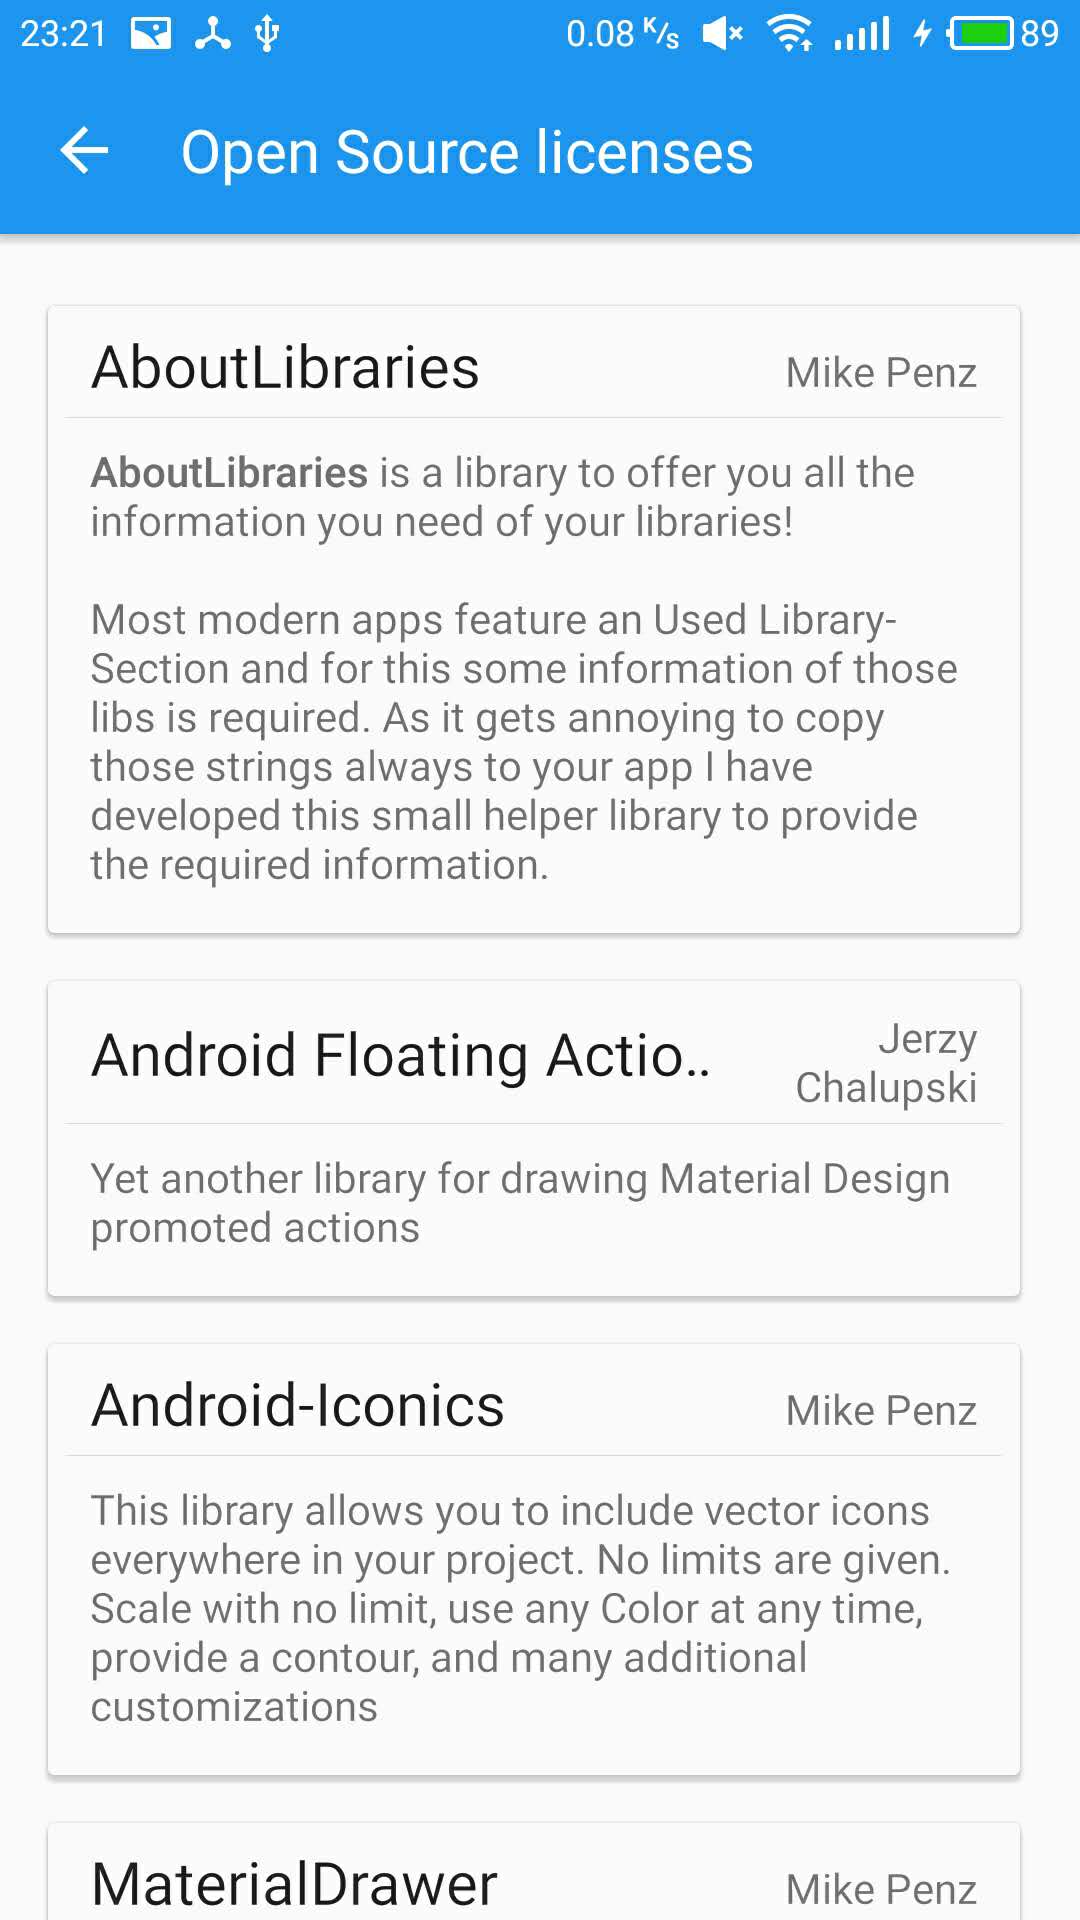 23:21 0.08 K/s 89
Open Source licenses
AboutLibraries Mike Penz
AboutLibraries is a library to offer you all the
information you need of your libraries!
Most modern apps feature an Used Library-
Section and for this some information of those
libs is required. As it gets annoying to copy
those strings always to your app I have
developed this small helper library to provide
the required information.
Android Floating Actio.. Jerzy
Chalupski
Yet another library for drawing Material Design
promoted actions
Android-Iconics Mike Penz
This library allows you to include vector icons
everywhere in your project. No limits are given.
Scale with no limit, use any Color at any time,
provide a contour, and many additional
customizations
MaterialDrawer Mike Penz